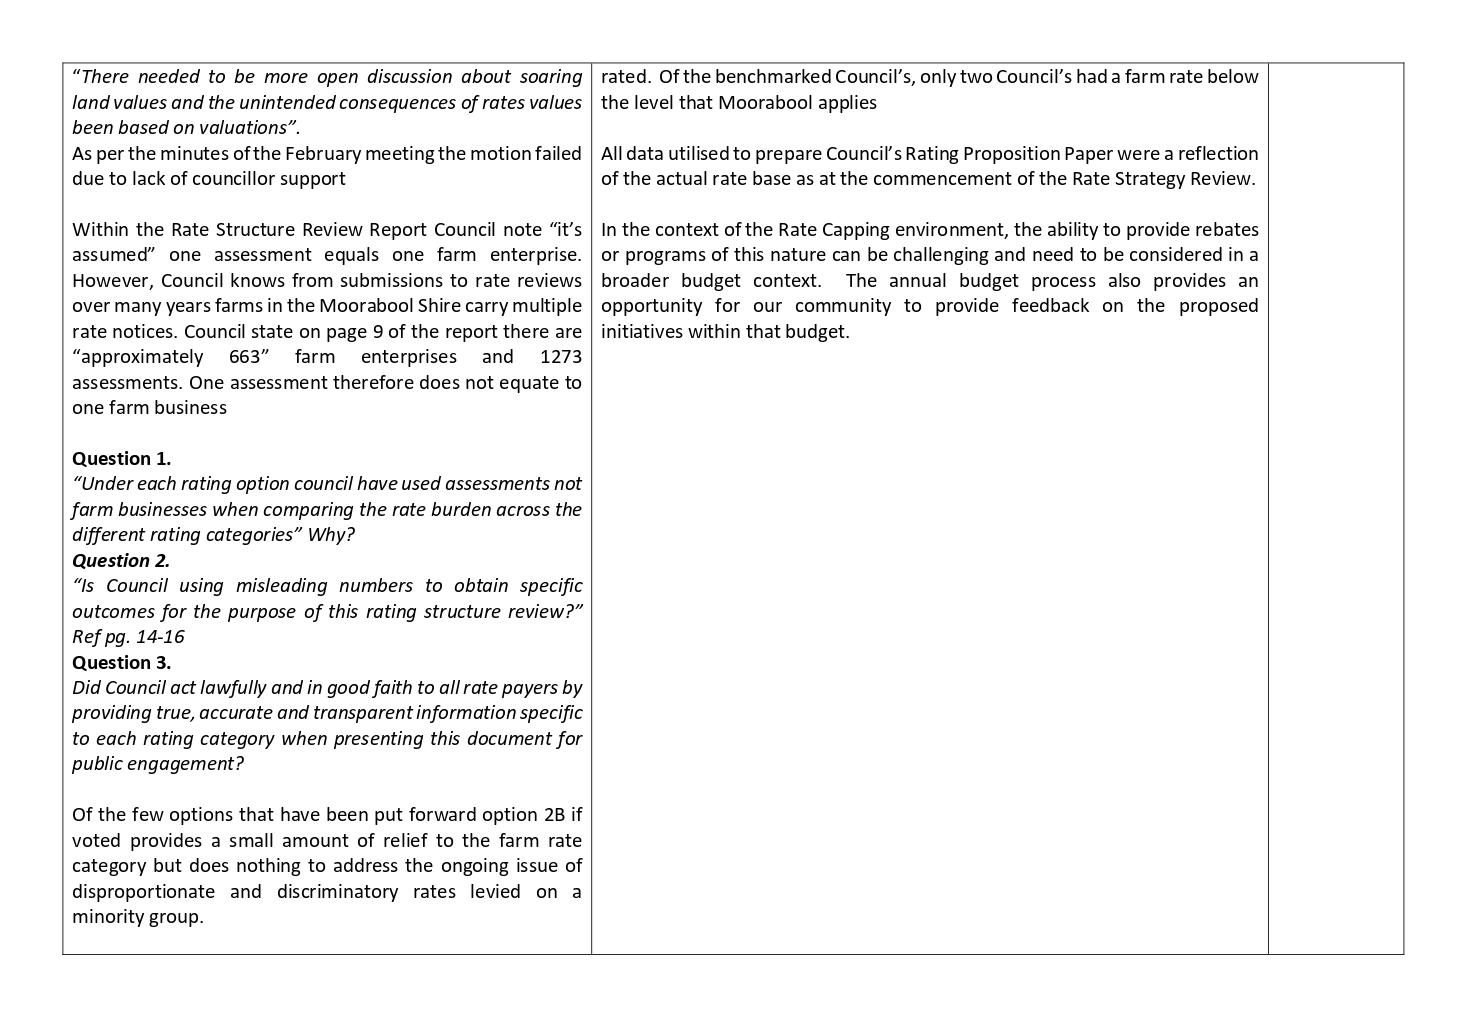 “There needed to be more open discussion about soaring
land values and the unintended consequences of rates values
been based on valuations”.
As per the minutes of the February meeting the motion failed
due to lack of councillor support
Within the Rate Structure Review Report Council note “it’s
assumed” one assessment equals one farm enterprise.
However, Council knows from submissions to rate reviews
over many years farms in the Moorabool Shire carry multiple
rate notices. Council state on page 9 of the report there are
“approximately 663” farm enterprises and 1273
assessments. One assessment therefore does not equate to
one farm business
Question 1.
“Under each rating option council have used assessments not
farm businesses when comparing the rate burden across the
different rating categories” Why?
Question 2.
“Is Council using misleading numbers to obtain specific
outcomes for the purpose of this rating structure review?”
Ref pg. 14-16
Question 3.
Did Council act lawfully and in good faith to all rate payers by
providing true, accurate and transparent information specific
to each rating category when presenting this document for
public engagement?
Of the few options that have been put forward option 2B if
voted provides a small amount of relief to the farm rate
category but does nothing to address the ongoing issue of
disproportionate and discriminatory rates levied on a
minority group.
rated. Of the benchmarked Council’s, only two Council’s had a farm rate below
the level that Moorabool applies
All data utilised to prepare Council’s Rating Proposition Paper were a reflection
of the actual rate base as at the commencement of the Rate Strategy Review.
In the context of the Rate Capping environment, the ability to provide rebates
or programs of this nature can be challenging and need to be considered in a
broader budget context. The annual budget process also provides an
opportunity for our community to provide feedback on the proposed
initiatives within that budget.